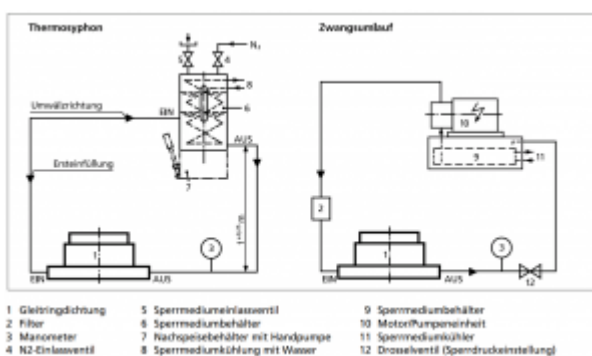 Thermosyphon
N₂
5
4
8
EIN
6
Umwälzrichtung
AUS
Ersteinfüllung
7
3
1
EIN
AUS
Zwangsumlauf
10
9
11
2
3
1
EIN
AUS
12
1 Gleitringdichtung
2 Filter
3 Manometer
4 N2-Einlassventil
5 Sperrmediumeinlassventil
6 Sperrmediumbehälter
7 Nachspeisebehälter mit Handpumpe
8 Sperrmediumkühlung mit Wasser
9 Sperrmediumbehälter
10 Motor/Pumpeneinheit
11 Sperrmediumkühler
12 Drosselventil (Sperrdruckeinstellung)